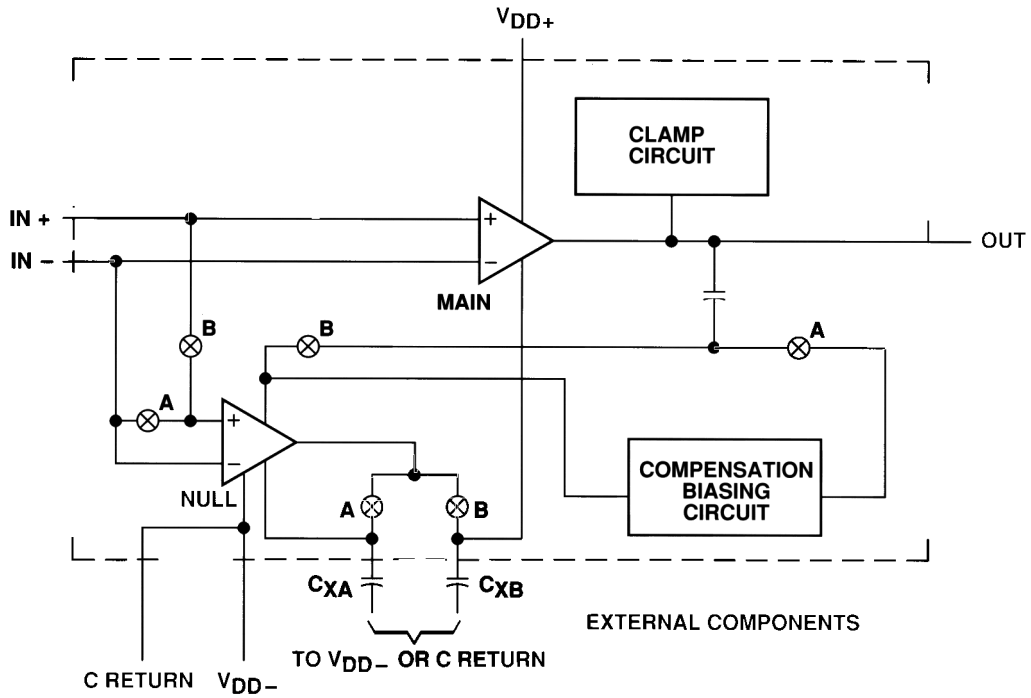 VDD+
CLAMP
CIRCUIT
IN +
+
OUT
IN –
–
MAIN
B
B
A
A
+
–
NULL
COMPENSATION
BIASING
CIRCUIT
A
B
CXA
CXB
EXTERNAL COMPONENTS
TO VDD– OR C RETURN
C RETURN
VDD–